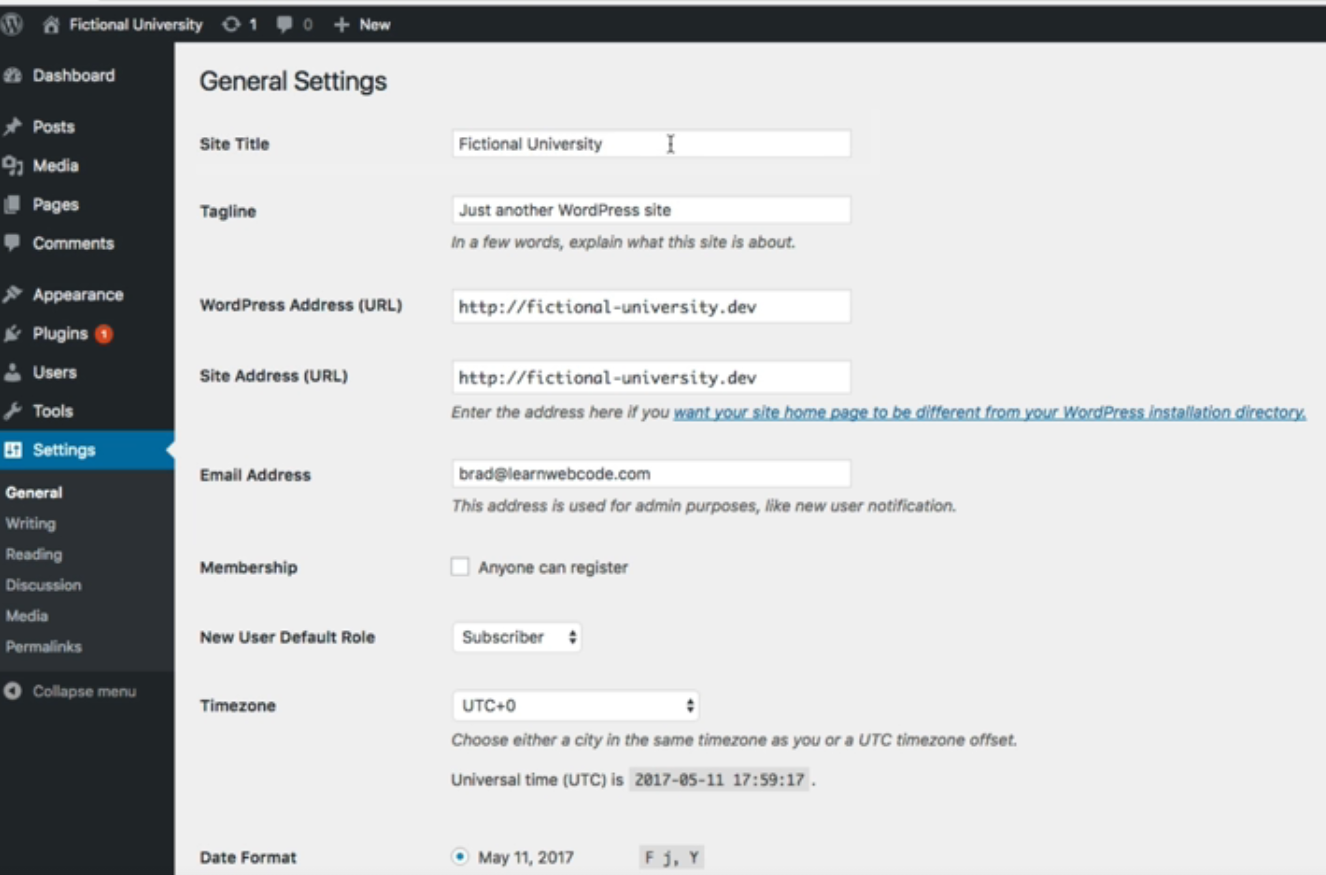 Fictional University 1 0 New
Dashboard
Posts
Media
Pages
Comments
Appearance
Plugins 1
Users
Tools
Settings
General
Writing
Reading
Discussion
Media
Permalinks
Collapse menu
General Settings
Site Title Fictional University
Tagline Just another WordPress site
In a few words, explain what this site is about.
WordPress Address (URL) http://fictional-university.dev
Site Address (URL) http://fictional-university.dev
Enter the address here if you want your site home page to be different from your WordPress installation directory.
Email Address brad@learnwebcode.com
This address is used for admin purposes, like new user notification.
Membership Anyone can register
New User Default Role Subscriber
Timezone UTC+0
Choose either a city in the same timezone as you or a UTC timezone offset.
Universal time (UTC) is 2017-05-11 17:59:17 .
Date Format May 11, 2017 F j, Y